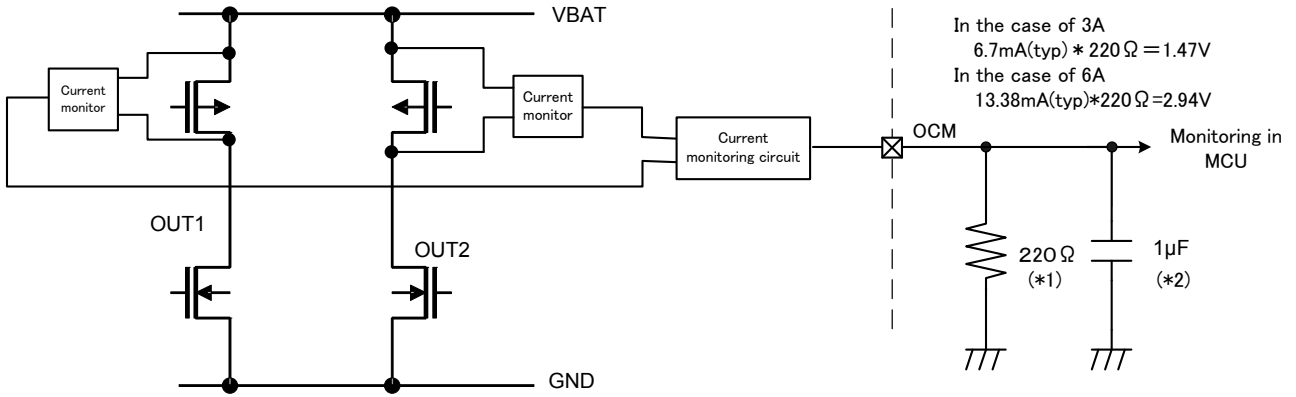 VBAT
In the case of 3A
6.7mA(typ) * 220Ω=1.47V
In the case of 6A
13.38mA(typ)*220Ω=2.94V
Current
monitor
Current
monitor
Current
monitoring circuit
OCM
Monitoring in
MCU
OUT1
OUT2
220Ω
(*1)
1μF
(*2)
GND